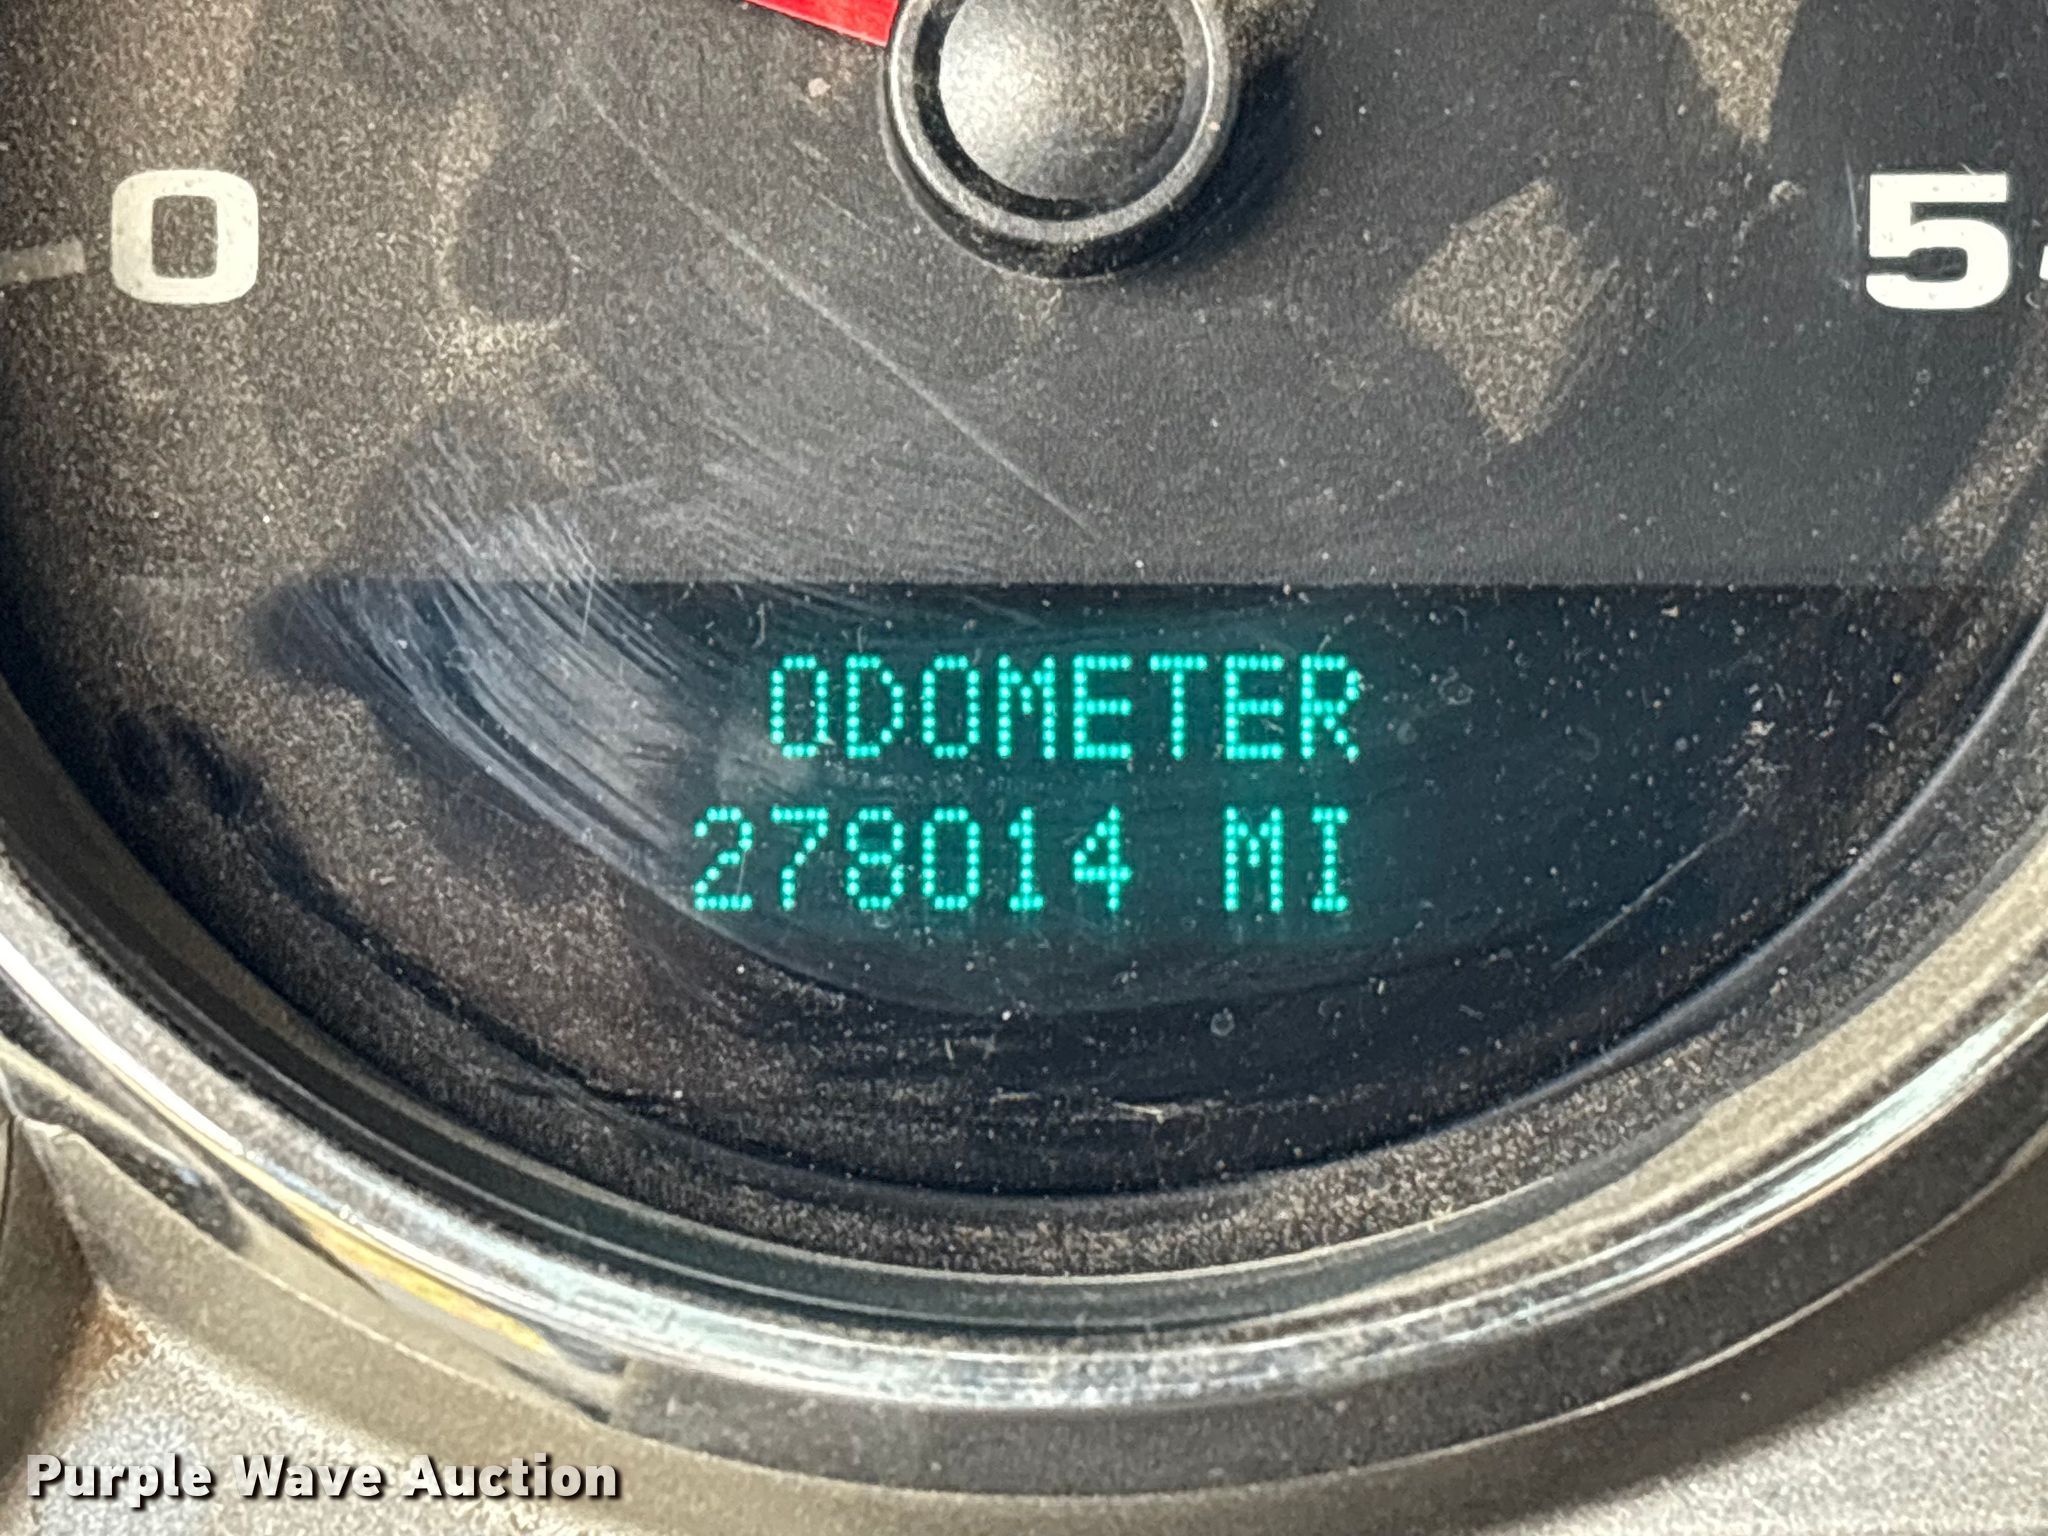 0 5
ODOMETER
278014 MI
Purple Wave Auction